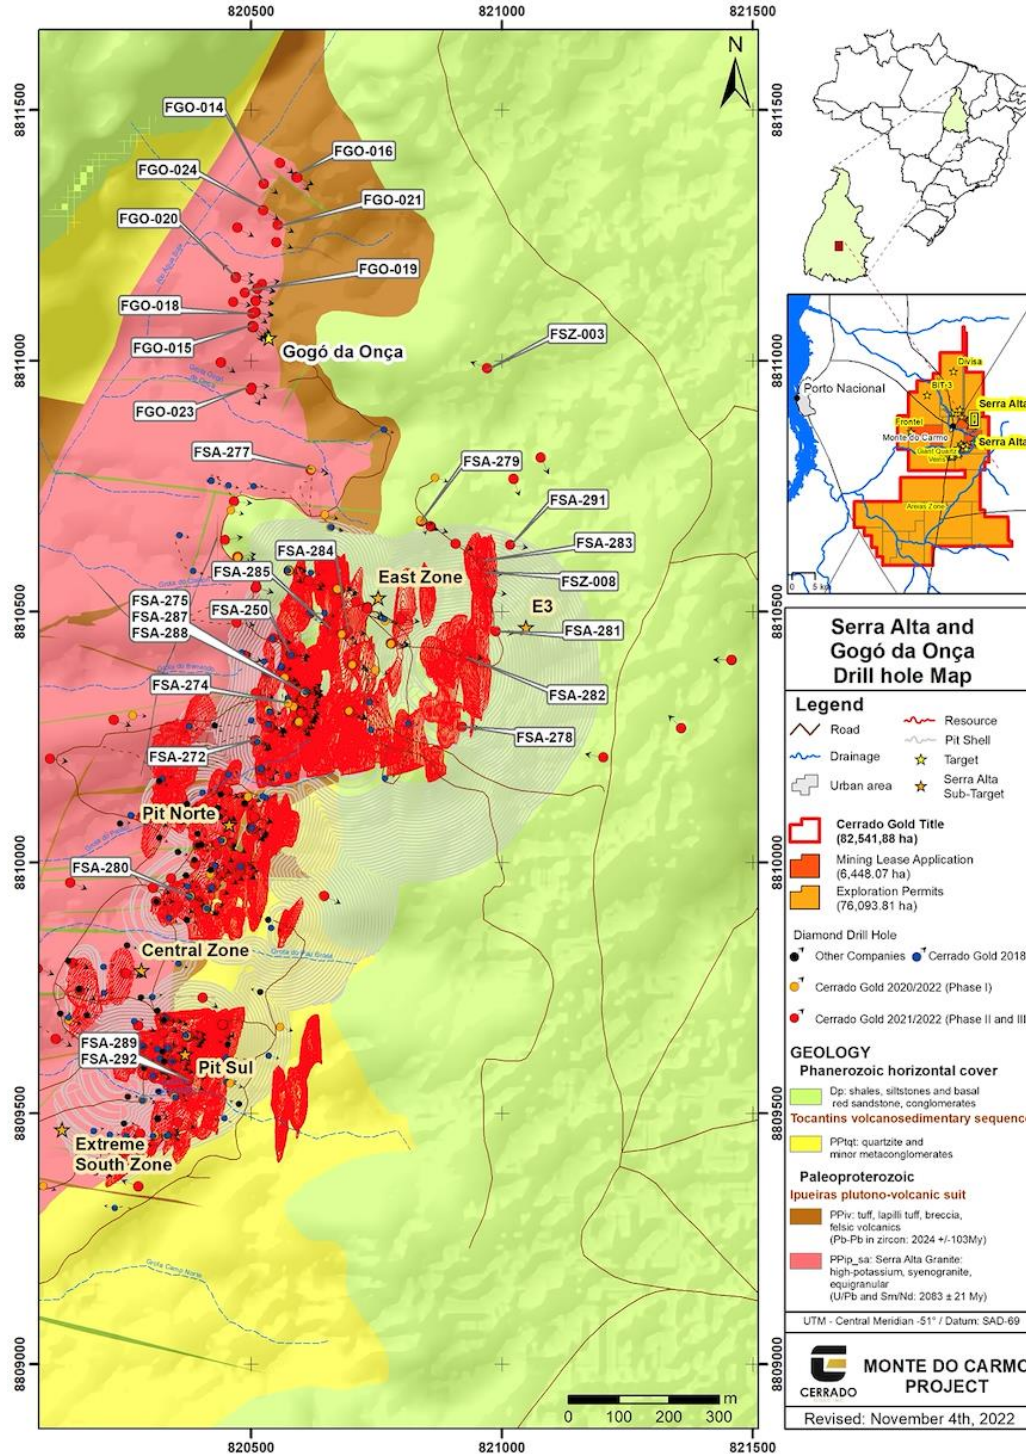 820500
821000
821500
8811500
8811000
8810500
8810000
8809500
8809000
N
FGO-014
FGO-016
FGO-024
FGO-021
FGO-020
FGO-019
FGO-018
FGO-015
Gogó da Onça
FSZ-003
FGO-023
FSA-277
FSA-279
FSA-291
FSA-284
FSA-283
FSA-285
East Zone
FSZ-008
FSA-275
FSA-287
FSA-288
FSA-250
E3
FSA-281
FSA-274
FSA-282
FSA-272
FSA-278
Pit Norte
FSA-280
Central Zone
FSA-289
FSA-292
Pit Sul
Extreme
South Zone
Grota Camp Norte
m
0 100 200 300
820500
821000
821500
Divisa
BIT-3
Porto Nacional
Serra Alta
Frontel
Monte do Carmo
Serra Alta
Giant Quartz
Veins
Areias Zone
0 5 km
Serra Alta and
Gogó da Onça
Drill hole Map
Legend
Road
Drainage
Urban area
Resource
Pit Shell
Target
Serra Alta
Sub-Target
Cerrado Gold Title
(82,541,88 ha)
Mining Lease Application
(6,448.07 ha)
Exploration Permits
(76,093.81 ha)
Diamond Drill Hole
Other Companies
Cerrado Gold 2018
Cerrado Gold 2020/2022 (Phase I)
Cerrado Gold 2021/2022 (Phase II and III
GEOLOGY
Phanerozoic horizontal cover
Dp: shales, siltstones and basal
red sandstone, conglomerates
Tocantins volcanosedimentary sequence
PPtqt: quartzite and
minor metaconglomerates
Paleoproterozoic
Ipueiras plutono-volcanic suit
PPiv: tuff, lapilli tuff, breccia,
felsic volcanics
(Pb-Pb in zircon: 2024 +/-103My)
PPip_sa: Serra Alta Granite:
high-potassium, syenogranite,
equigranular
(U/Pb and Sm/Nd: 2083 ± 21 My)
UTM - Central Meridian -51° / Datum: SAD-69
CERRADO
MONTE DO CARMO
PROJECT
Revised: November 4th, 2022